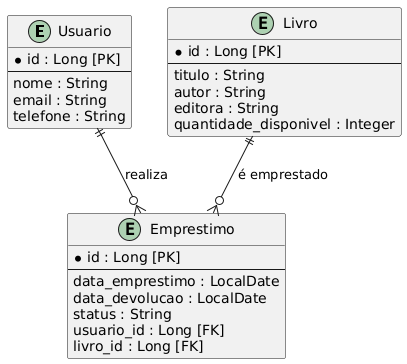 E Usuario
* id : Long [PK]
nome : String
email : String
telefone : String
E Livro
* id : Long [PK]
titulo : String
autor : String
editora : String
quantidade_disponivel : Integer
realiza
é emprestado
E Emprestimo
* id : Long [PK]
data_emprestimo : LocalDate
data_devolucao : LocalDate
status : String
usuario_id : Long [FK]
livro_id : Long [FK]